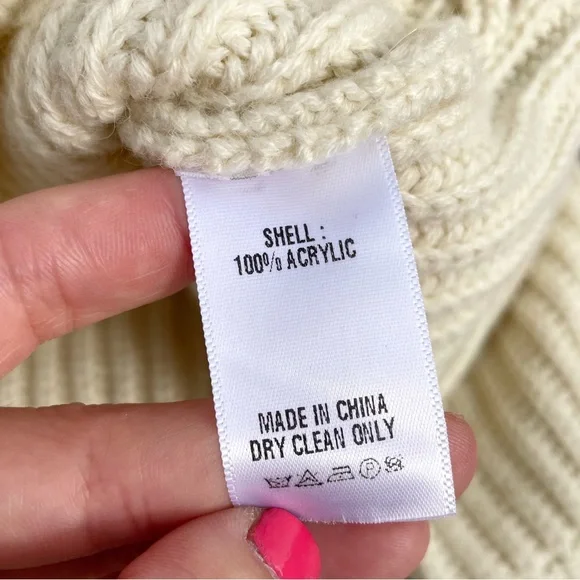 SHELL :
100% ACRYLIC
MADE IN CHINA
DRY CLEAN ONLY
P